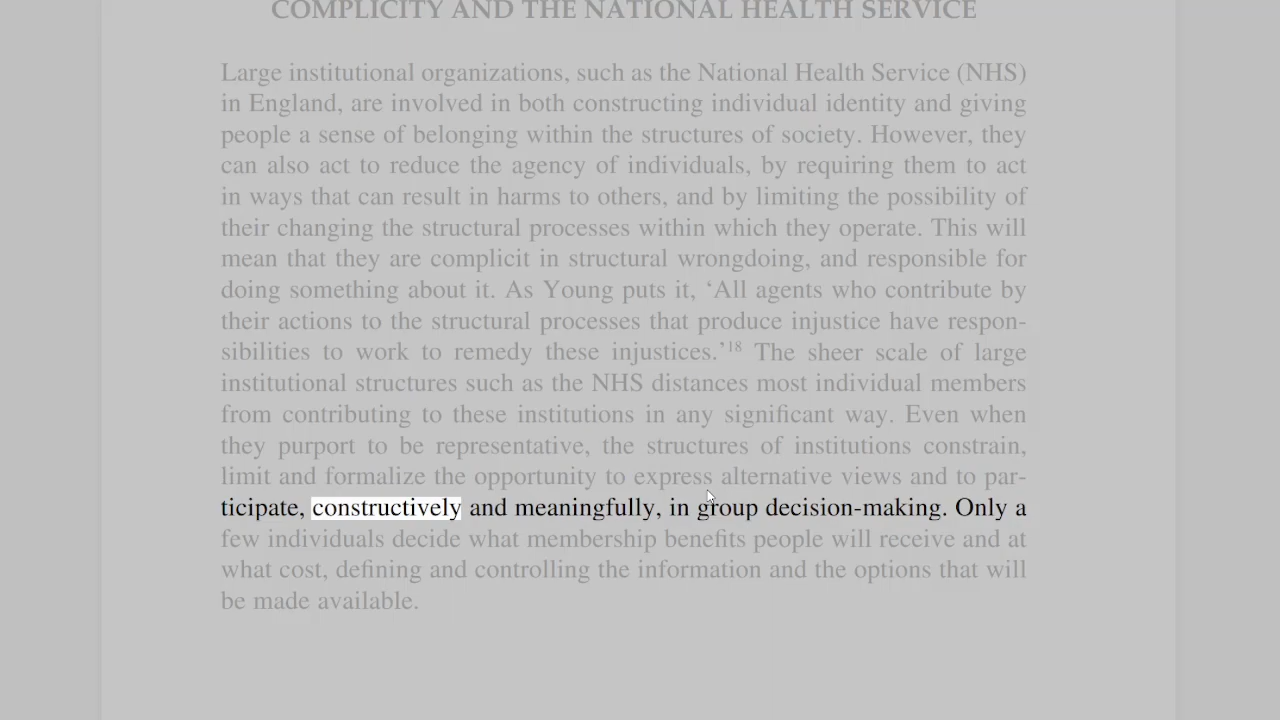 COMPLICITY AND THE NATIONAL HEALTH SERVICE
Large institutional organizations, such as the National Health Service (NHS)
in England, are involved in both constructing individual identity and giving
people a sense of belonging within the structures of society. However, they
can also act to reduce the agency of individuals, by requiring them to act
in ways that can result in harms to others, and by limiting the possibility of
their changing the structural processes within which they operate. This will
mean that they are complicit in structural wrongdoing, and responsible for
doing something about it. As Young puts it, ‘All agents who contribute by
their actions to the structural processes that produce injustice have respon-
sibilities to work to remedy these injustices.’18 The sheer scale of large
institutional structures such as the NHS distances most individual members
from contributing to these institutions in any significant way. Even when
they purport to be representative, the structures of institutions constrain,
limit and formalize the opportunity to express alternative views and to par-
ticipate, constructively and meaningfully, in group decision-making. Only a
few individuals decide what membership benefits people will receive and at
what cost, defining and controlling the information and the options that will
be made available.